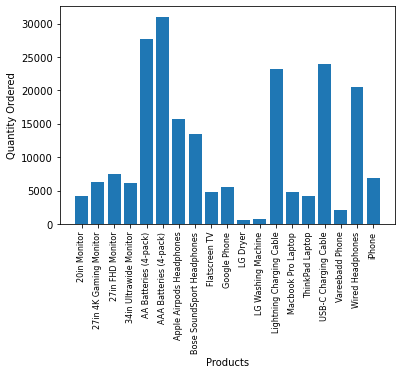 30000
25000
20000
15000
10000
5000
0
Quantity Ordered
20in Monitor
27in 4K Gaming Monitor
27in FHD Monitor
34in Ultrawide Monitor
AA Batteries (4-pack)
AAA Batteries (4-pack)
Apple Airpods Headphones
Bose SoundSport Headphones
Flatscreen TV
Google Phone
LG Dryer
LG Washing Machine
Lightning Charging Cable
Macbook Pro Laptop
ThinkPad Laptop
USB-C Charging Cable
Vareebadd Phone
Wired Headphones
iPhone
Products